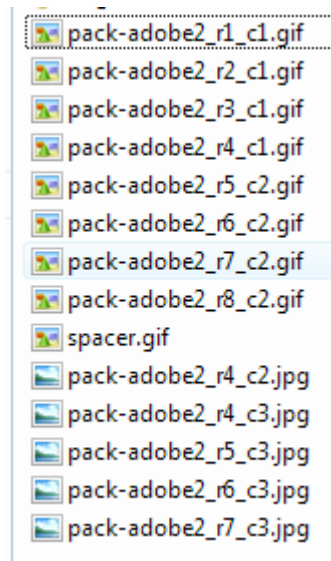 pack-adobe2_r1_c1.gif
pack-adobe2_r2_c1.gif
pack-adobe2_r3_c1.gif
pack-adobe2_r4_c1.gif
pack-adobe2_r5_c2.gif
pack-adobe2_r6_c2.gif
pack-adobe2_r7_c2.gif
pack-adobe2_r8_c2.gif
spacer.gif
pack-adobe2_r4_c2.jpg
pack-adobe2_r4_c3.jpg
pack-adobe2_r5_c3.jpg
pack-adobe2_r6_c3.jpg
pack-adobe2_r7_c3.jpg